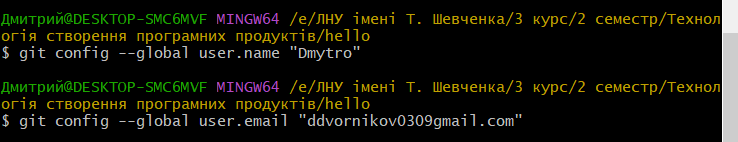 Дмитрий@DESKTOP-SMC6MVF MINGW64 /e/ЛНУ імені Т. Шевченка/3 курс/2 семестр/Технол
огія створення програмних продуктів/hello
$ git config --global user.name "Dmytro"
Дмитрий@DESKTOP-SMC6MVF MINGW64 /e/ЛНУ імені Т. Шевченка/3 курс/2 семестр/Технол
огія створення програмних продуктів/hello
$ git config --global user.email "ddvornikov0309gmail.com"